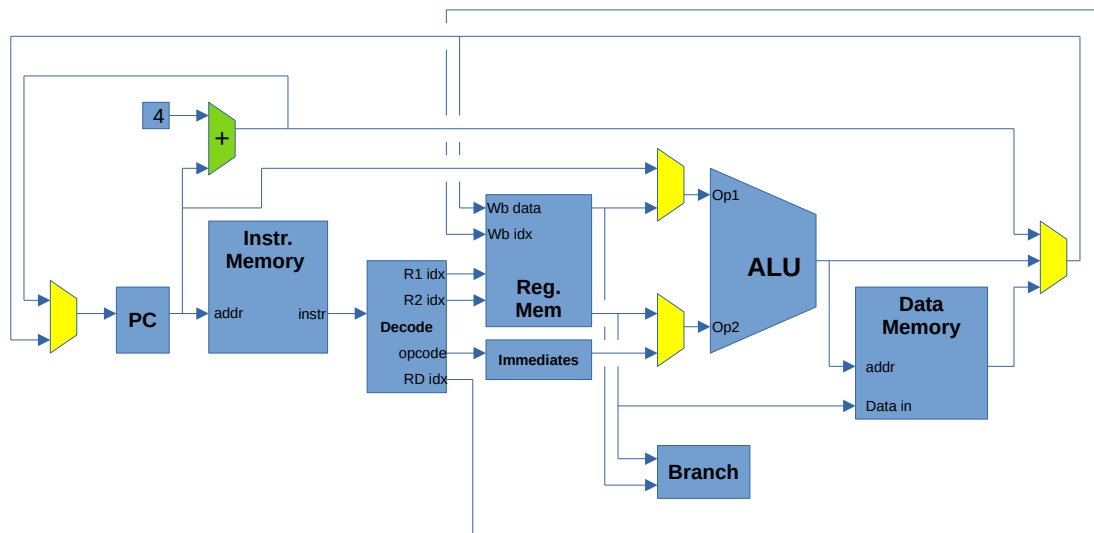 4
+
Wb data
Wb idx
R1 idx
R2 idx
Reg.
Mem
Instr.
Memory
addr
instr
PC
Decode
opcode
RD idx
Immediates
Op1
ALU
Op2
Data
Memory
addr
Data in
Branch